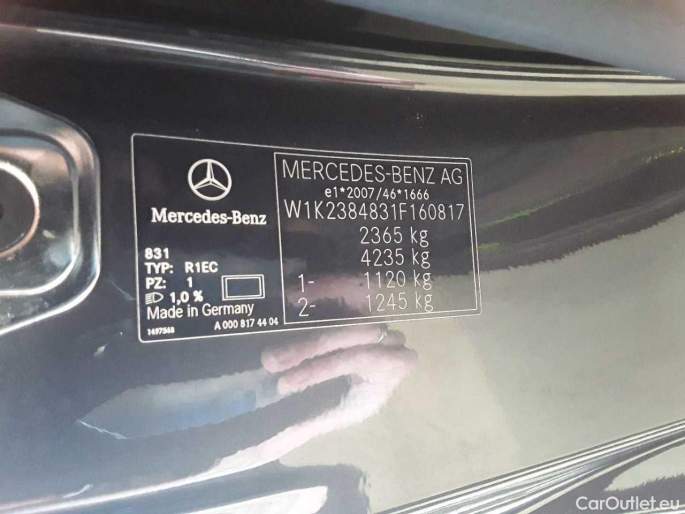 Mercedes-Benz
831
TYP: R1EC
PZ: 1
1,0 %
Made in Germany
1497568
A 000 817 44 04
MERCEDES-BENZ AG
e1*2007/46*1666
W1K2384831F160817
2365 kg
4235 kg
1- 1120 kg
2- 1245 kg
CarOutlet.eu